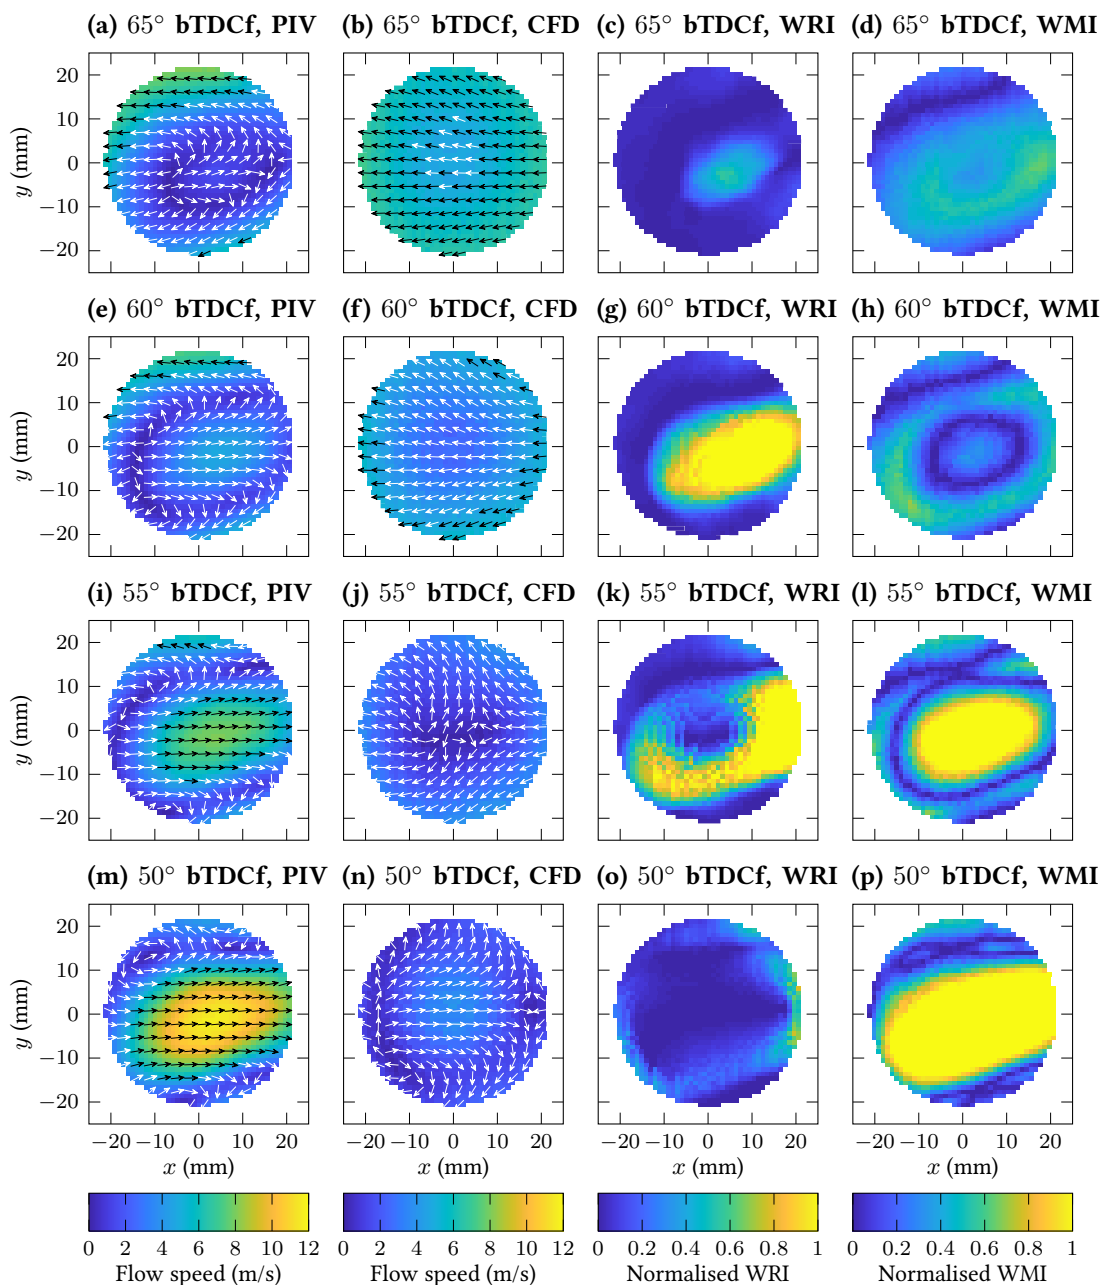 (a) 65° bTDCf, PIV (b) 65° bTDCf, CFD (c) 65° bTDCf, WRI (d) 65° bTDCf, WMI
20
10
0
−10
−20
y (mm)
(e) 60° bTDCf, PIV (f) 60° bTDCf, CFD (g) 60° bTDCf, WRI (h) 60° bTDCf, WMI
20
10
0
−10
−20
y (mm)
(i) 55° bTDCf, PIV (j) 55° bTDCf, CFD (k) 55° bTDCf, WRI (l) 55° bTDCf, WMI
20
10
0
−10
−20
y (mm)
(m) 50° bTDCf, PIV (n) 50° bTDCf, CFD (o) 50° bTDCf, WRI (p) 50° bTDCf, WMI
20
10
0
−10
−20
y (mm)
−20 −10 0 10 20 −20 −10 0 10 20 −20 −10 0 10 20 −20 −10 0 10 20
x (mm) x (mm) x (mm) x (mm)
0 2 4 6 8 10 12 0 2 4 6 8 10 12 0 0.2 0.4 0.6 0.8 1 0 0.2 0.4 0.6 0.8 1
Flow speed (m/s) Flow speed (m/s) Normalised WRI Normalised WMI